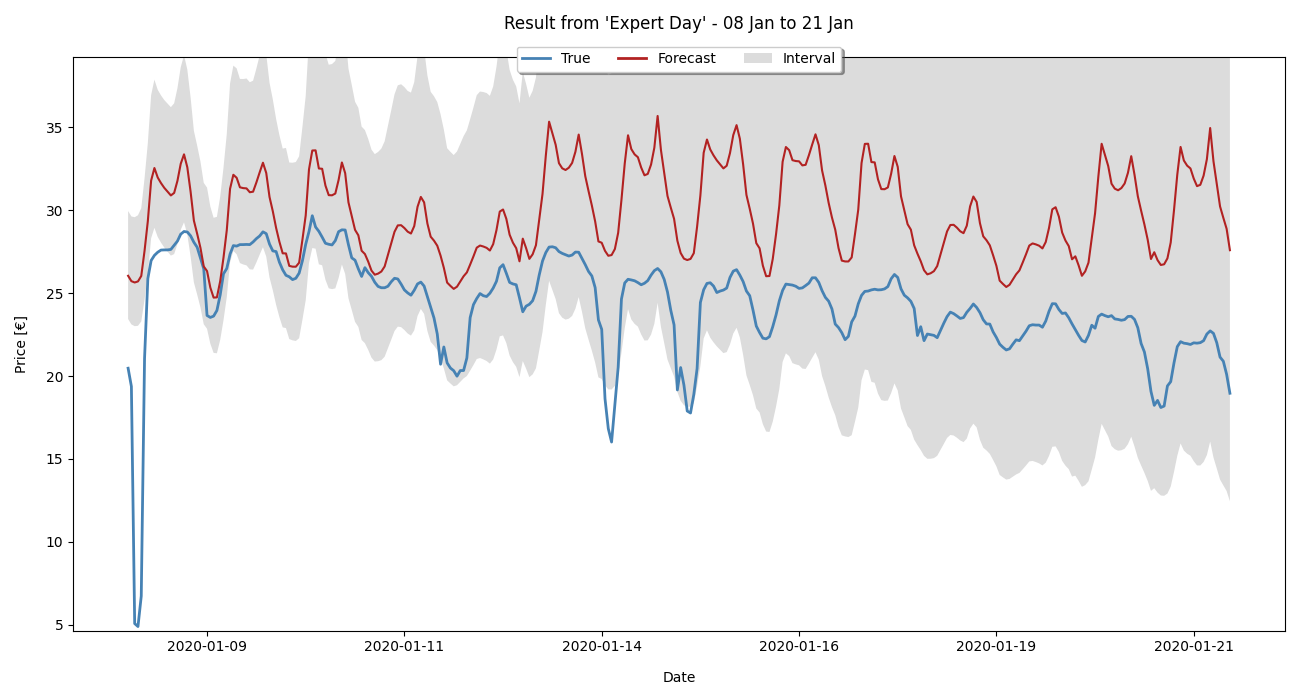 Result from 'Expert Day' - 08 Jan to 21 Jan
True Forecast Interval
35
30
25
20
15
10
5
Price [€]
2020-01-09 2020-01-11 2020-01-14 2020-01-16 2020-01-19 2020-01-21
Date